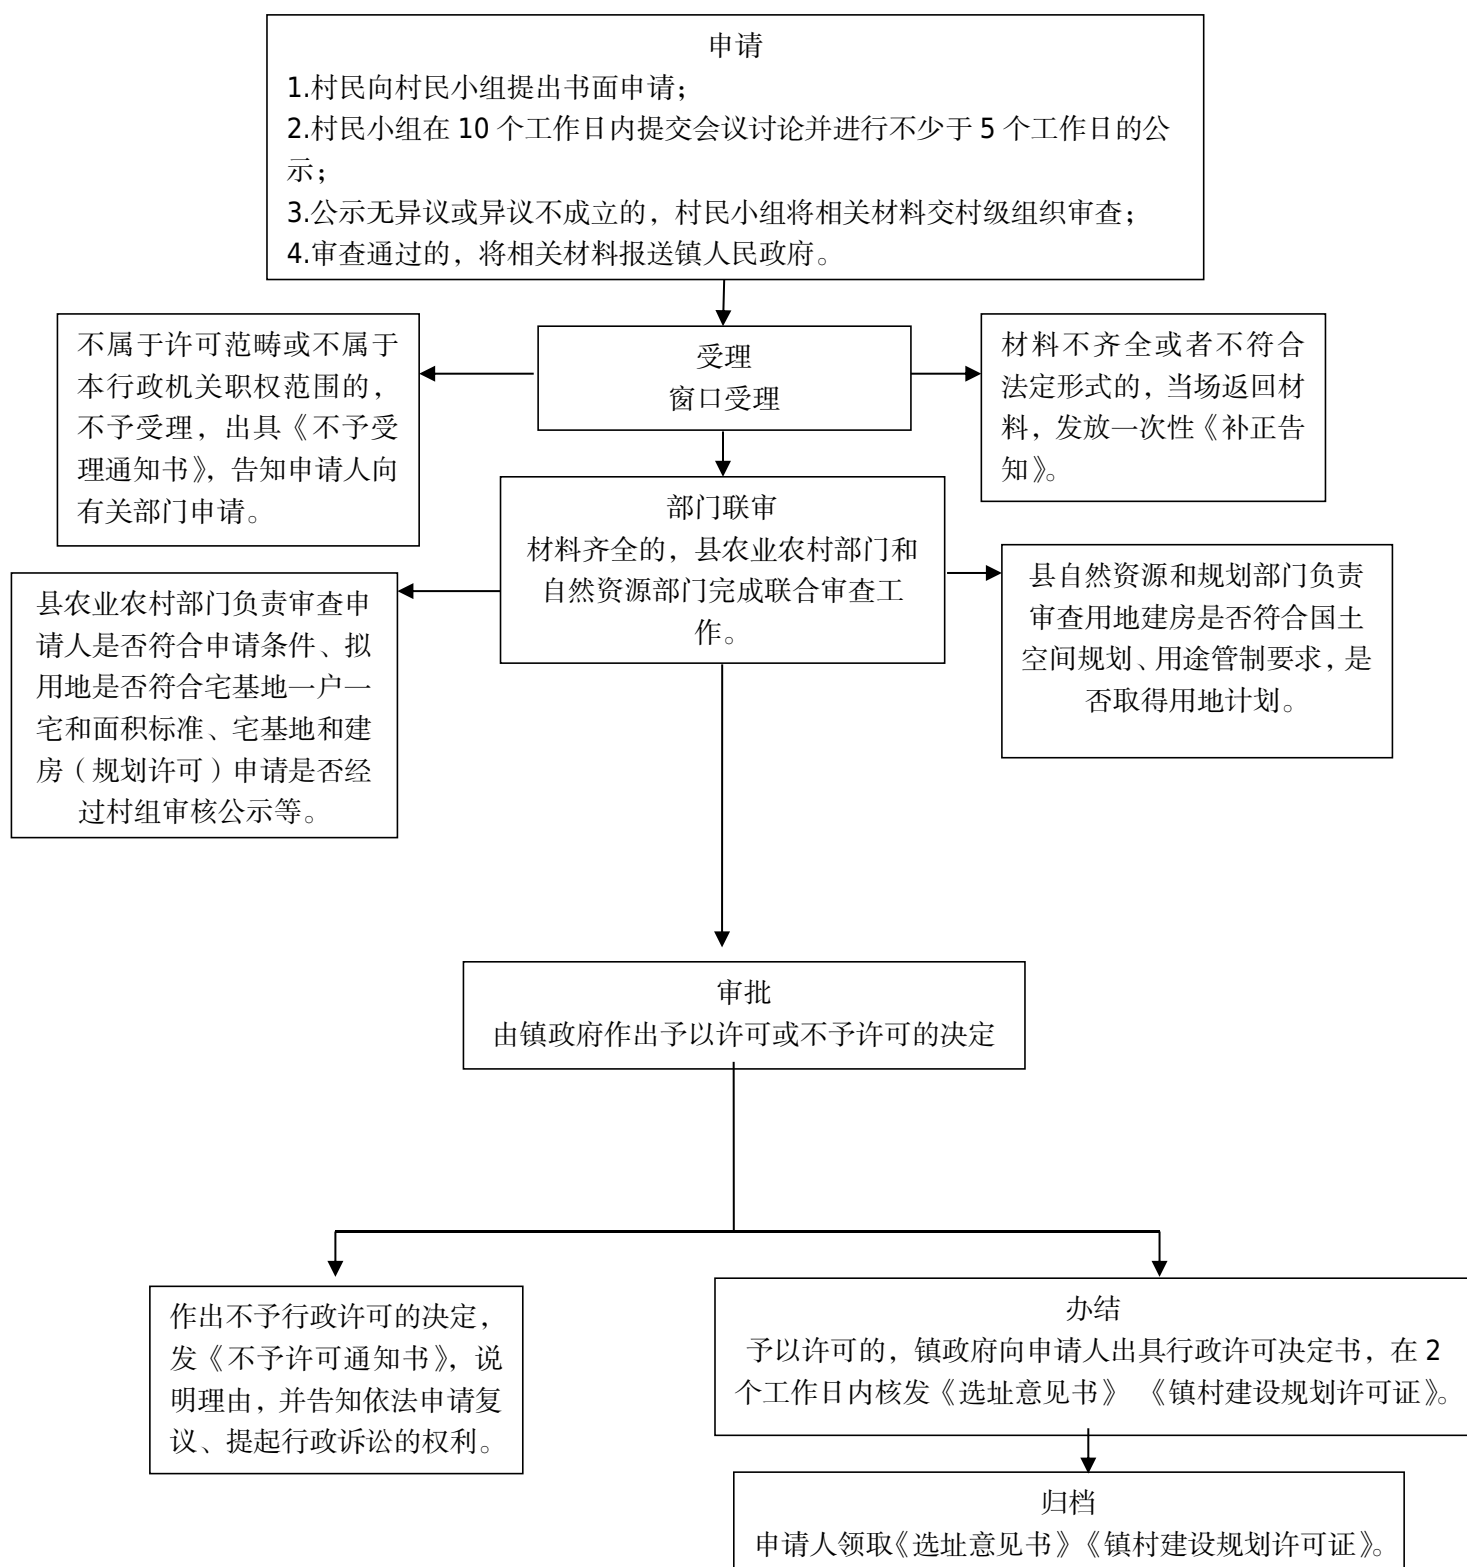 申请
1.村民向村民小组提出书面申请；
2.村民小组在 10 个工作日内提交会议讨论并进行不少于 5 个工作日的公
示；
3.公示无异议或异议不成立的，村民小组将相关材料交村级组织审查；
4.审查通过的，将相关材料报送镇人民政府。
不属于许可范畴或不属于
本行政机关职权范围的，
不予受理，出具《不予受
理通知书》，告知申请人向
有关部门申请。
受理
窗口受理
材料不齐全或者不符合
法定形式的，当场返回材
料，发放一次性《补正告
知》。
部门联审
材料齐全的，县农业农村部门和
自然资源部门完成联合审查工
作。
县农业农村部门负责审查申
请人是否符合申请条件、拟
用地是否符合宅基地一户一
宅和面积标准、宅基地和建
房（规划许可）申请是否经
过村组审核公示等。
县自然资源和规划部门负责
审查用地建房是否符合国土
空间规划、用途管制要求，是
否取得用地计划。
审批
由镇政府作出予以许可或不予许可的决定
作出不予行政许可的决定，
发《不予许可通知书》，说
明理由，并告知依法申请复
议、提起行政诉讼的权利。
办结
予以许可的，镇政府向申请人出具行政许可决定书，在 2
个工作日内核发《选址意见书》 《镇村建设规划许可证》。
归档
申请人领取《选址意见书》《镇村建设规划许可证》。